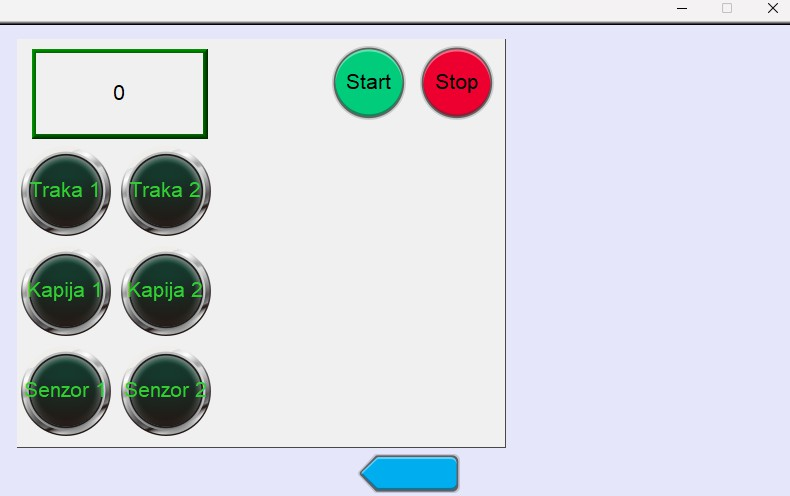 0
Start
Stop
Traka 1
Traka 2
Kapija 1
Kapija 2
Senzor 1
Senzor 2